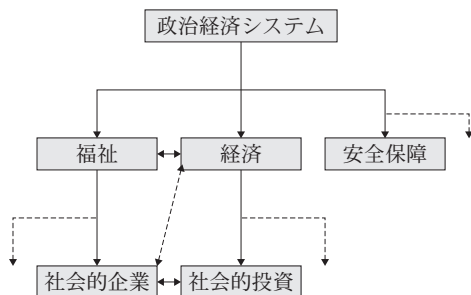 政治経済システム
福祉
経済
安全保障
社会的企業
社会的投資